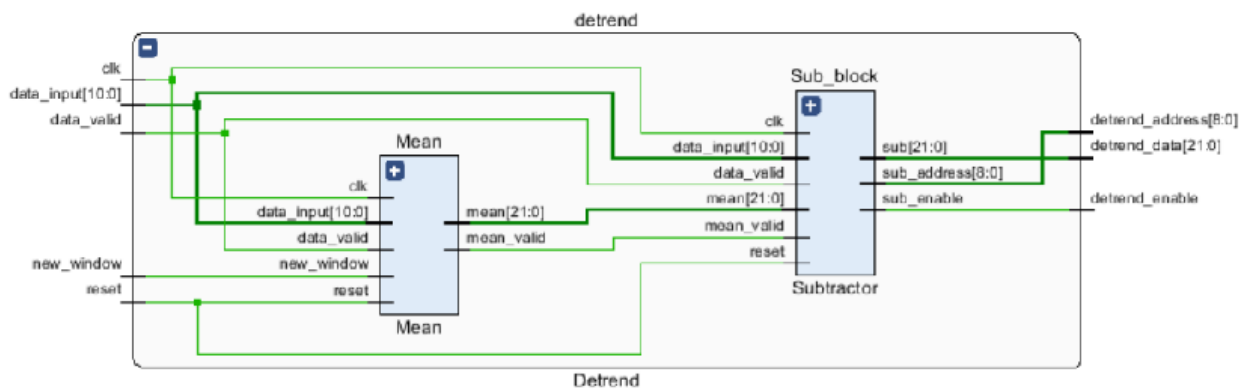 detrend
clk
data_input[10:0]
data_valid
new_window
reset
Mean
clk
data_input[10:0]
data_valid
new_window
reset
mean[21:0]
mean_valid
Mean
Sub_block
clk
data_input[10:0]
data_valid
mean[21:0]
mean_valid
reset
sub[21:0]
sub_address[8:0]
sub_enable
Subtractor
detrend_address[8:0]
detrend_data[21:0]
detrend_enable
Detrend